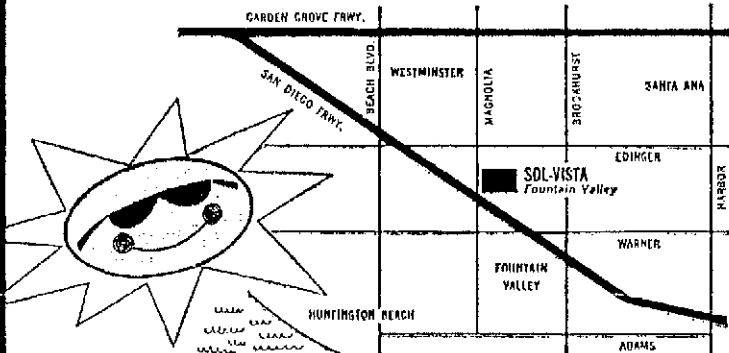 GARDEN GROVE FRWY.
SAN DIEGO FRWY.
BEACH BLVD.
WESTMINSTER
MAGNOLIA
BROOKHURST
SANTA ANA
EDINGER
SOL-VISTA
Fountain Valley
HARBOR
WARNER
FOUNTAIN
VALLEY
HUNTINGTON BEACH
ADAMS